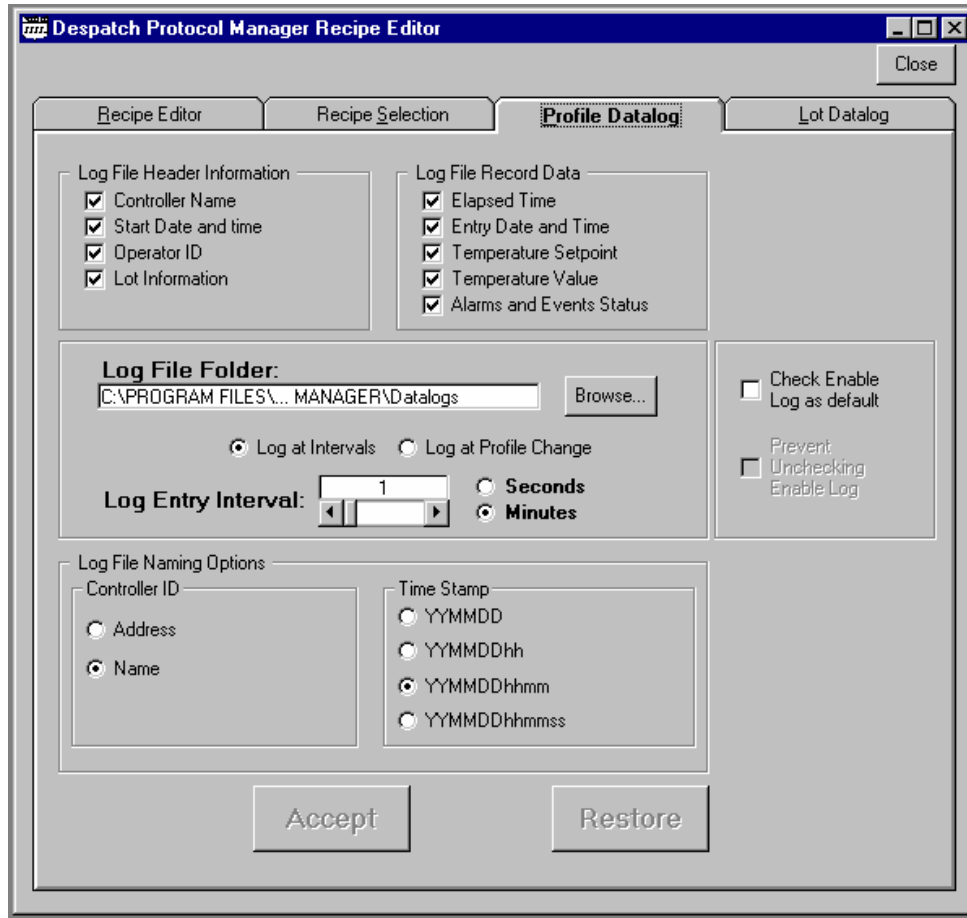 Despatch Protocol Manager Recipe Editor
Close
Recipe Editor
Recipe Selection
Profile Datalog
Lot Datalog
Log File Header Information
Controller Name
Start Date and time
Operator ID
Lot Information
Log File Record Data
Elapsed Time
Entry Date and Time
Temperature Setpoint
Temperature Value
Alarms and Events Status
Log File Folder:
C:\PROGRAM FILES\... MANAGER\Datalogs
Browse...
Log at Intervals
Log at Profile Change
Log Entry Interval:
1
Seconds
Minutes
Check Enable
Log as default
Prevent
Unchecking
Enable Log
Log File Naming Options
Controller ID
Address
Name
Time Stamp
YYMMDD
YYMMDDhh
YYMMDDhhmm
YYMMDDhhmmss
Accept
Restore